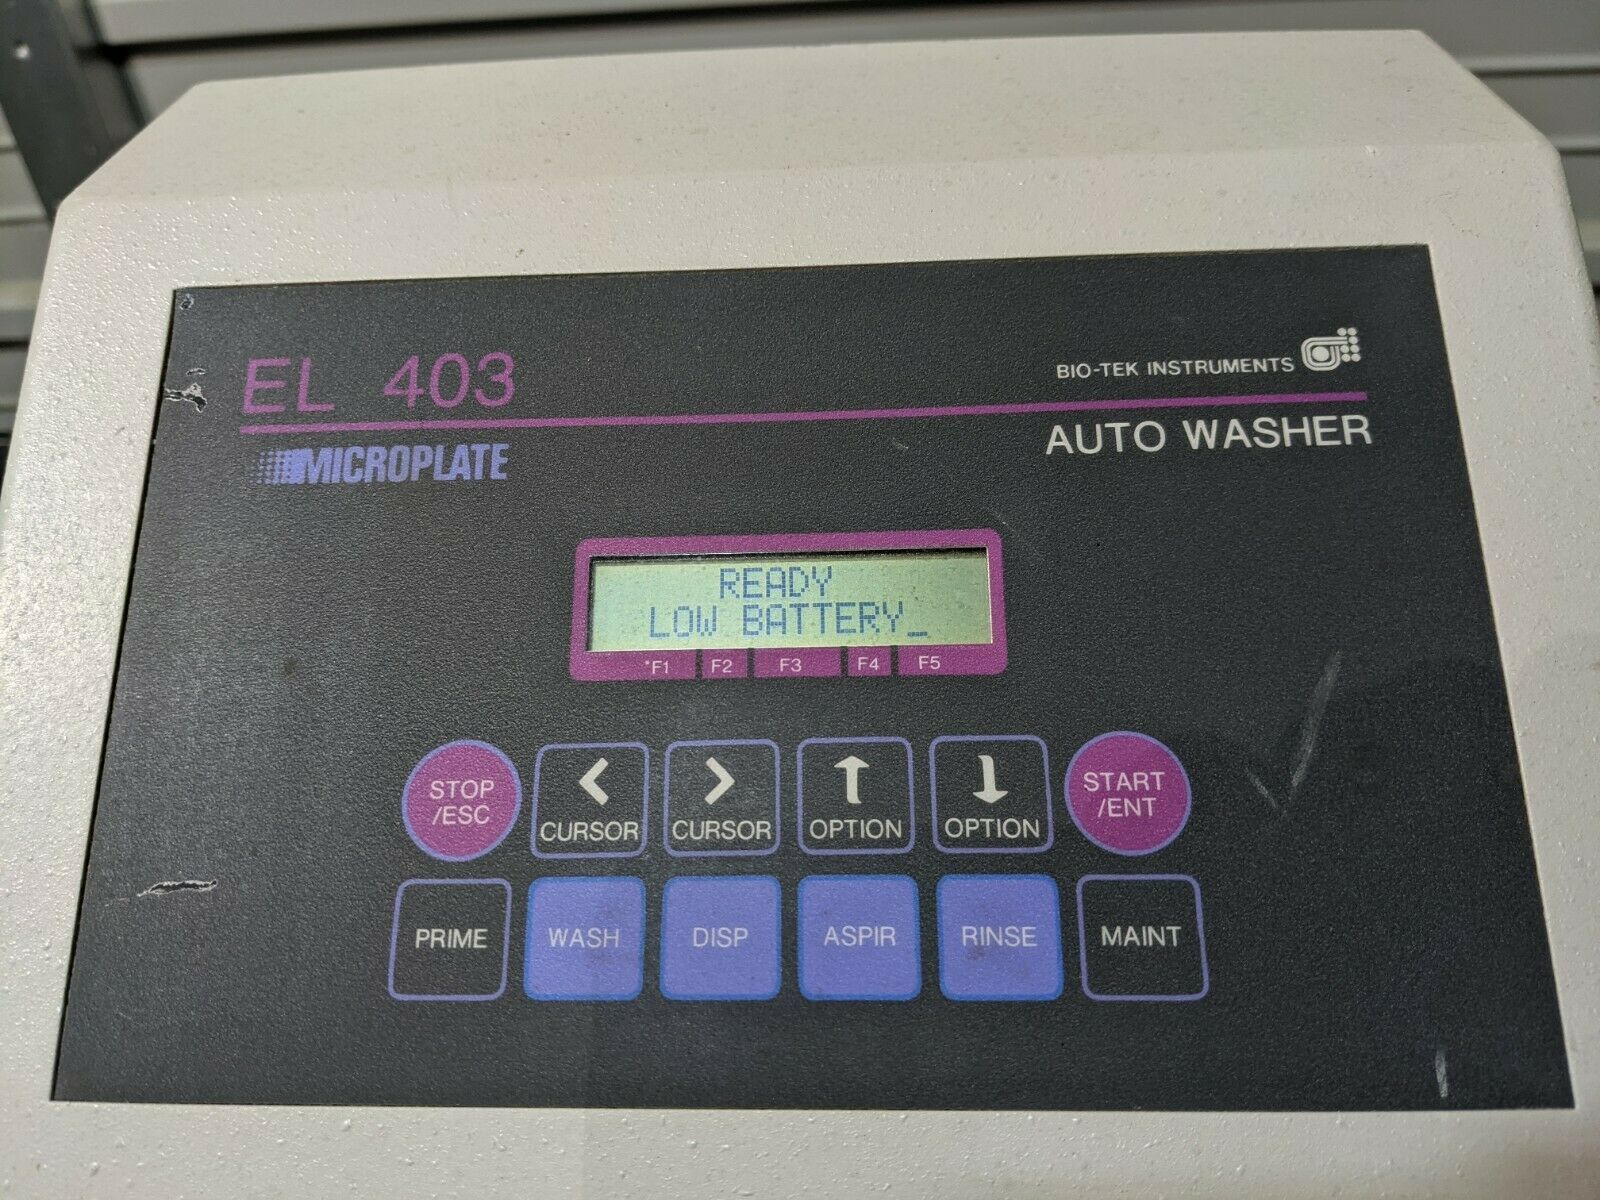 EL 403
BIO-TEK INSTRUMENTS
MICROPLATE
AUTO WASHER
READY
LOW BATTERY_
*F1 F2 F3 F4 F5
STOP
/ESC
< CURSOR
> CURSOR
↑ OPTION
↓ OPTION
START
/ENT
PRIME WASH DISP ASPIR RINSE MAINT